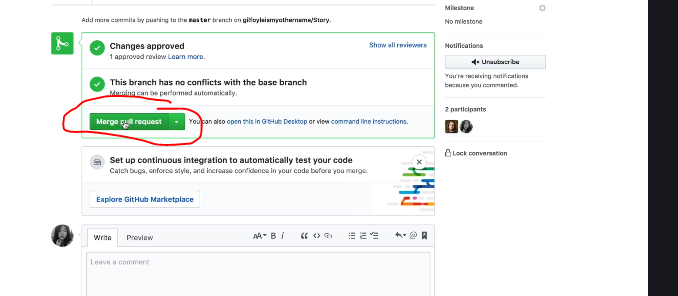 Add more commits by pushing to the master branch on gilfoyleismyothername/Story.
Changes approved
1 approved review Learn more.
Show all reviewers
This branch has no conflicts with the base branch
Merging can be performed automatically.
Merge pull request
You can also open this in GitHub Desktop or view command line instructions.
Set up continuous integration to automatically test your code
Catch bugs, enforce style, and increase confidence in your code before you merge.
Explore GitHub Marketplace
Write
Preview
AA B i
Leave a comment
Milestone
No milestone
Notifications
Unsubscribe
You're receiving notifications
because you commented.
2 participants
Lock conversation